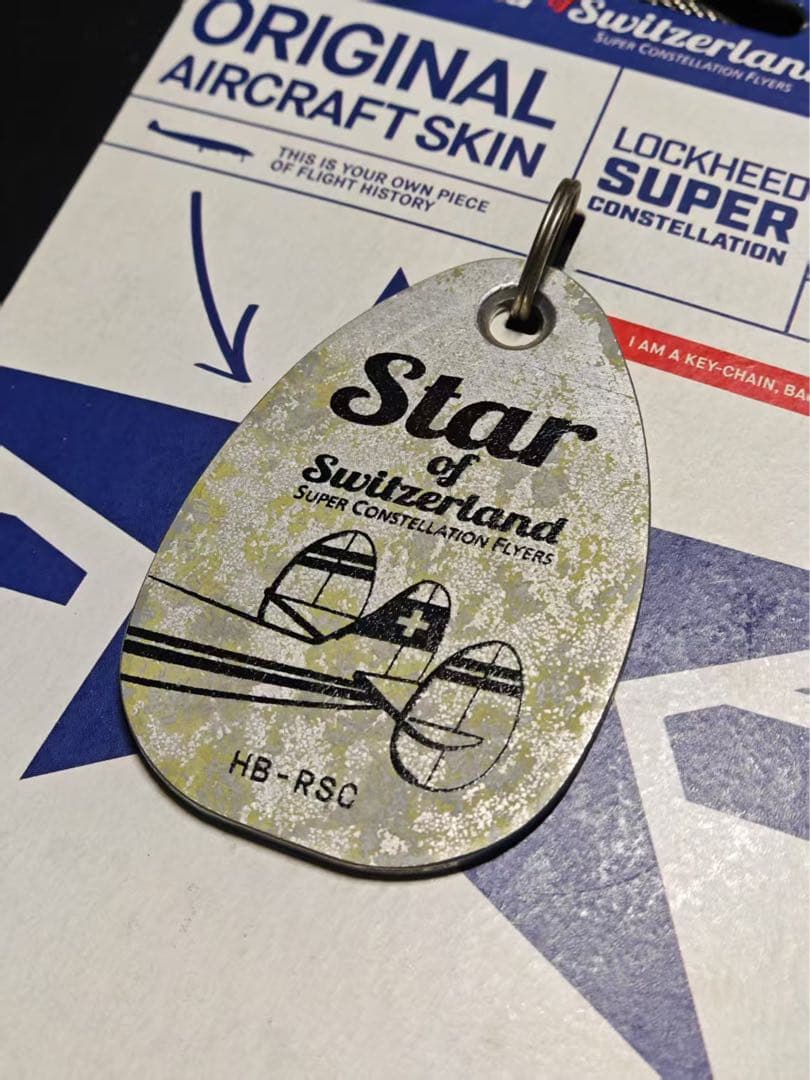 of Switzerland
SUPER CONSTELLATION FLYERS
ORIGINAL
AIRCRAFT SKIN
THIS IS YOUR OWN PIECE
OF FLIGHT HISTORY
LOCKHEED
SUPER
CONSTELLATION
I AM A KEY-CHAIN,
Star
of
Switzerland
SUPER CONSTELLATION FLYERS
HB-RSC